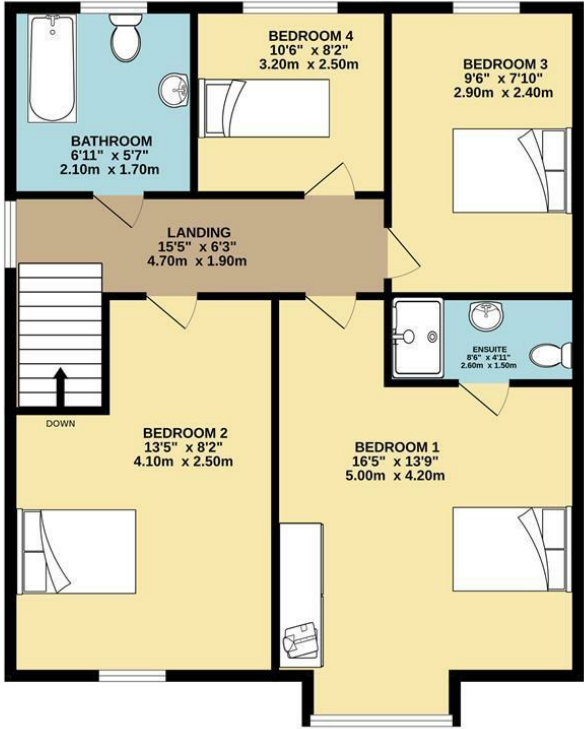 BEDROOM 4
10'6" x 8'2"
3.20m x 2.50m
BEDROOM 3
9'6" x 7'10"
2.90m x 2.40m
BATHROOM
6'11" x 5'7"
2.10m x 1.70m
LANDING
15'5" x 6'3"
4.70m x 1.90m
ENSUITE
8'6" x 4'11"
2.60m x 1.50m
DOWN
BEDROOM 2
13'5" x 8'2"
4.10m x 2.50m
BEDROOM 1
16'5" x 13'9"
5.00m x 4.20m